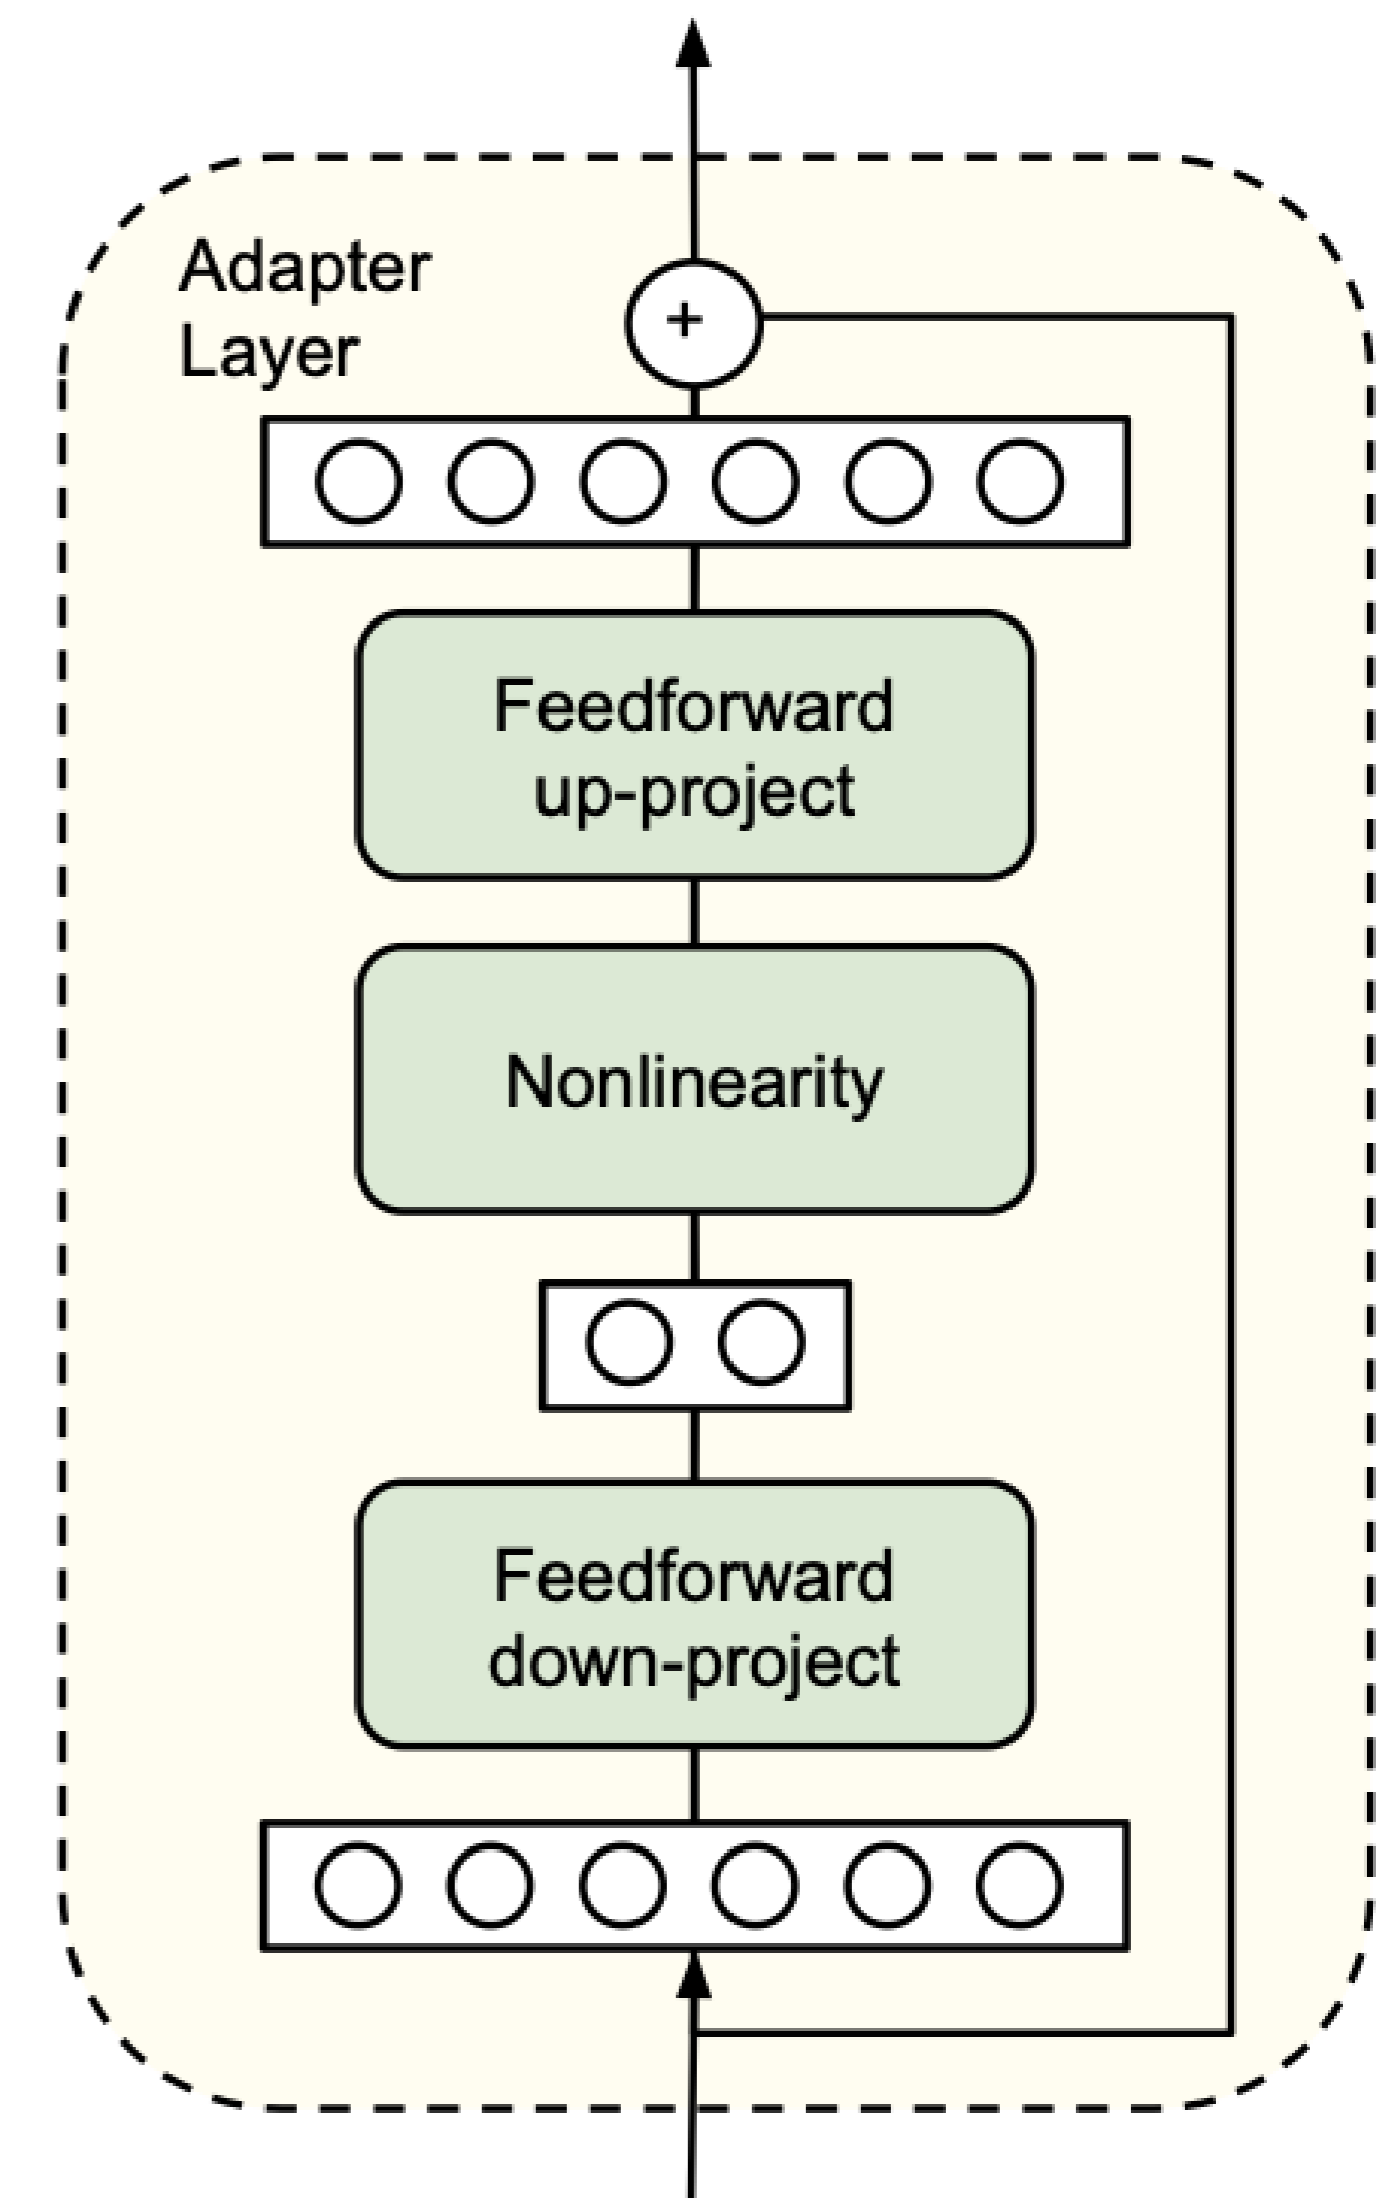 Adapter
Layer
+
Feedforward
up-project
Nonlinearity
Feedforward
down-project